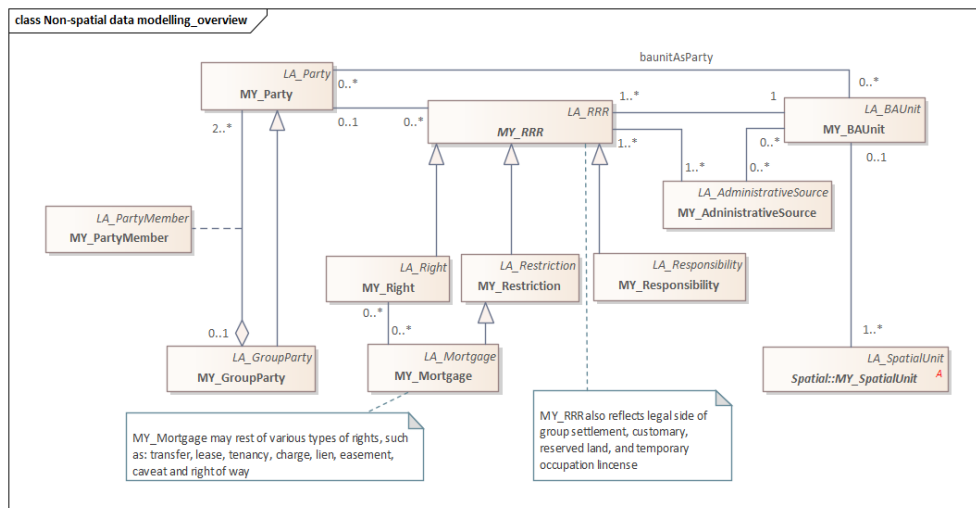 class Non-spatial data modelling_overview
baunitAsParty
LA_Party
MY_Party
0..*
0..*
2..*
0..1
0..*
LA_RRR
MY_RRR
1..*
1
1..*
LA_BAUnit
MY_BAUnit
0..*
0..1
1..*
0..*
LA_AdministrativeSource
MY_AdninistrativeSource
LA_PartyMember
MY_PartyMember
LA_Right
MY_Right
LA_Restriction
MY_Restriction
LA_Responsibility
MY_Responsibility
0..*
0..*
0..1
1..*
LA_GroupParty
MY_GroupParty
LA_Mortgage
MY_Mortgage
LA_SpatialUnit
Spatial::MY_SpatialUnit
A
MY_Mortgage may rest of various types of rights, such
as: transfer, lease, tenancy, charge, lien, easement,
caveat and right of way
MY_RRR also reflects legal side of
group settlement, customary,
reserved land, and temporary
occupation lincense